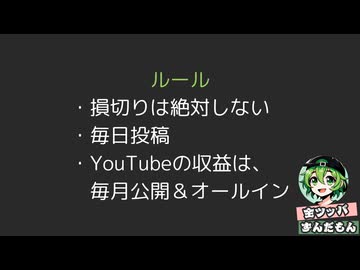 ルール
・損切りは絶対しない
・毎日投稿
・YouTubeの収益は、
毎月公開＆オールイン
全ツッパ
ずんだもん